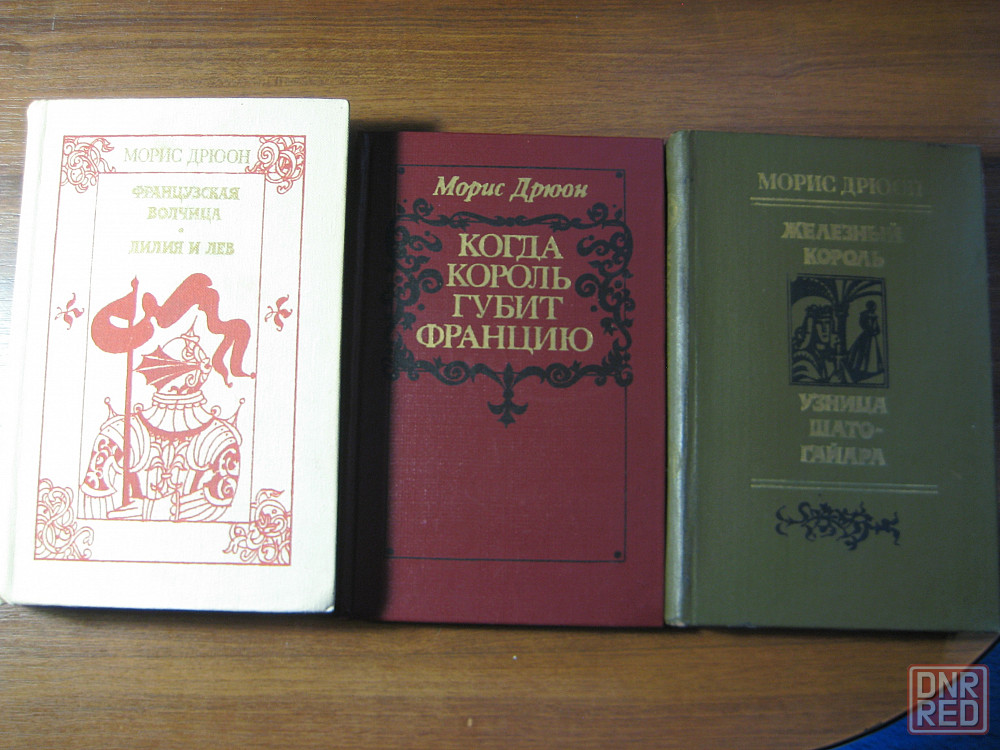 МОРИС ДРЮОН
ФРАНЦУЗСКАЯ
ВОЛЧИЦА
ЛИЛИЯ И ЛЕВ
Морис Дрюон
КОГДА
КОРОЛЬ
ГУБИТ
ФРАНЦИЮ
МОРИС ДРЮОН
ЖЕЛЕЗНЫЙ
КОРОЛЬ
УЗНИЦА
ШАТО-
ГАЙАРА
DNR
RED